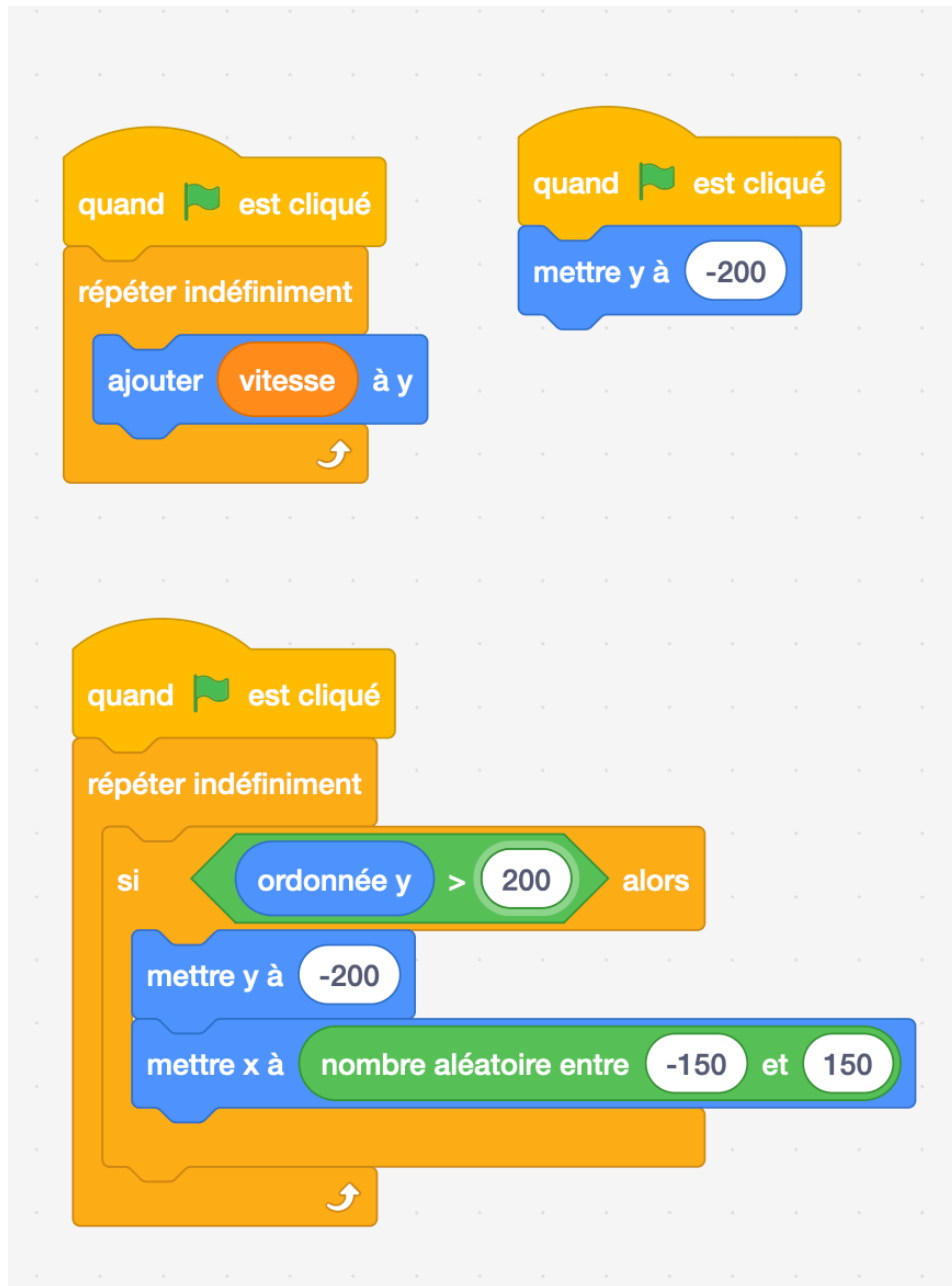 quand est cliqué
répéter indéfiniment
ajouter vitesse à y
quand est cliqué
mettre y à -200
quand est cliqué
répéter indéfiniment
si ordonnée y > 200 alors
mettre y à -200
mettre x à nombre aléatoire entre -150 et 150